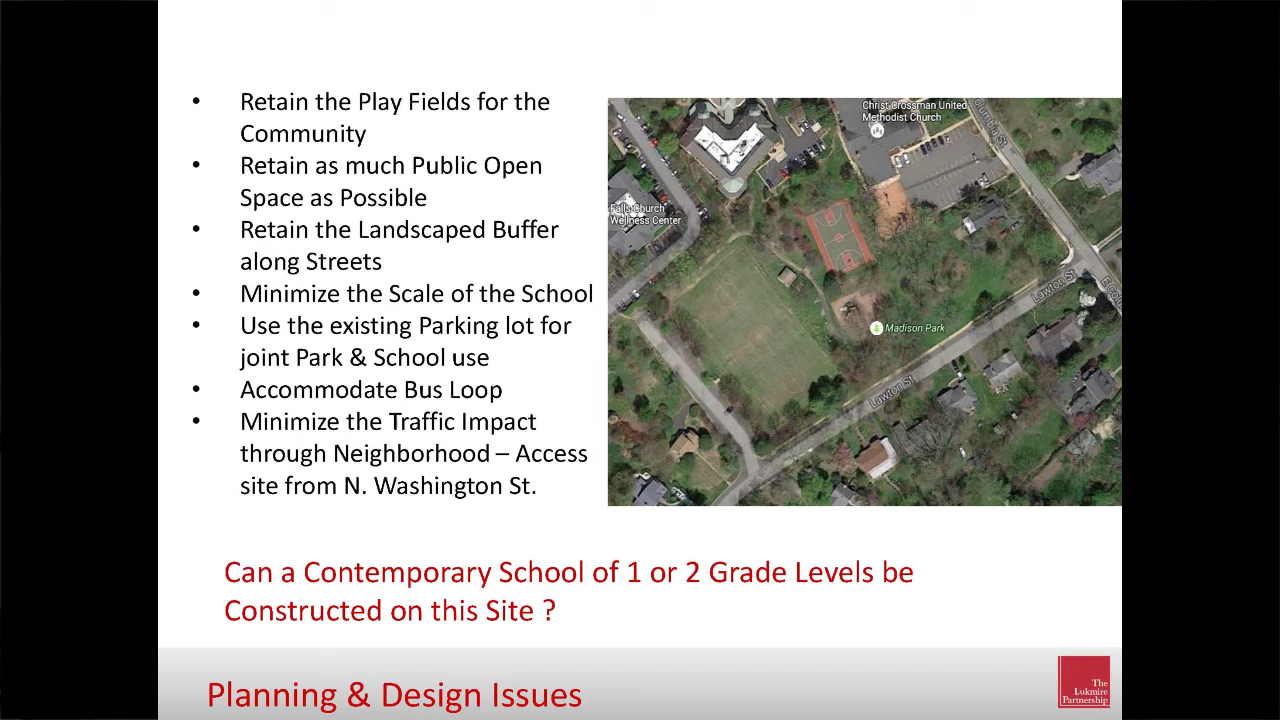 • Retain the Play Fields for the
Community
• Retain as much Public Open
Space as Possible
• Retain the Landscaped Buffer
along Streets
• Minimize the Scale of the School
• Use the existing Parking lot for
joint Park & School use
• Accommodate Bus Loop
• Minimize the Traffic Impact
through Neighborhood – Access
site from N. Washington St.
Christ Crossman United
Methodist Church
Columbia St
Falls Church
Wellness Center
Lawton St
Madison Park
Lawton St
Can a Contemporary School of 1 or 2 Grade Levels be
Constructed on this Site ?
Planning & Design Issues
The
Lukmire
Partnership